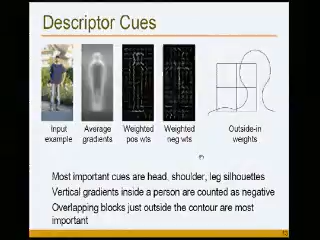 Descriptor Cues
Input example
Average gradients
Weighted pos wts
Weighted neg wts
Outside-in weights
Most important cues are head, shoulder, leg silhouettes
Vertical gradients inside a person are counted as negative
Overlapping blocks just outside the contour are most
important